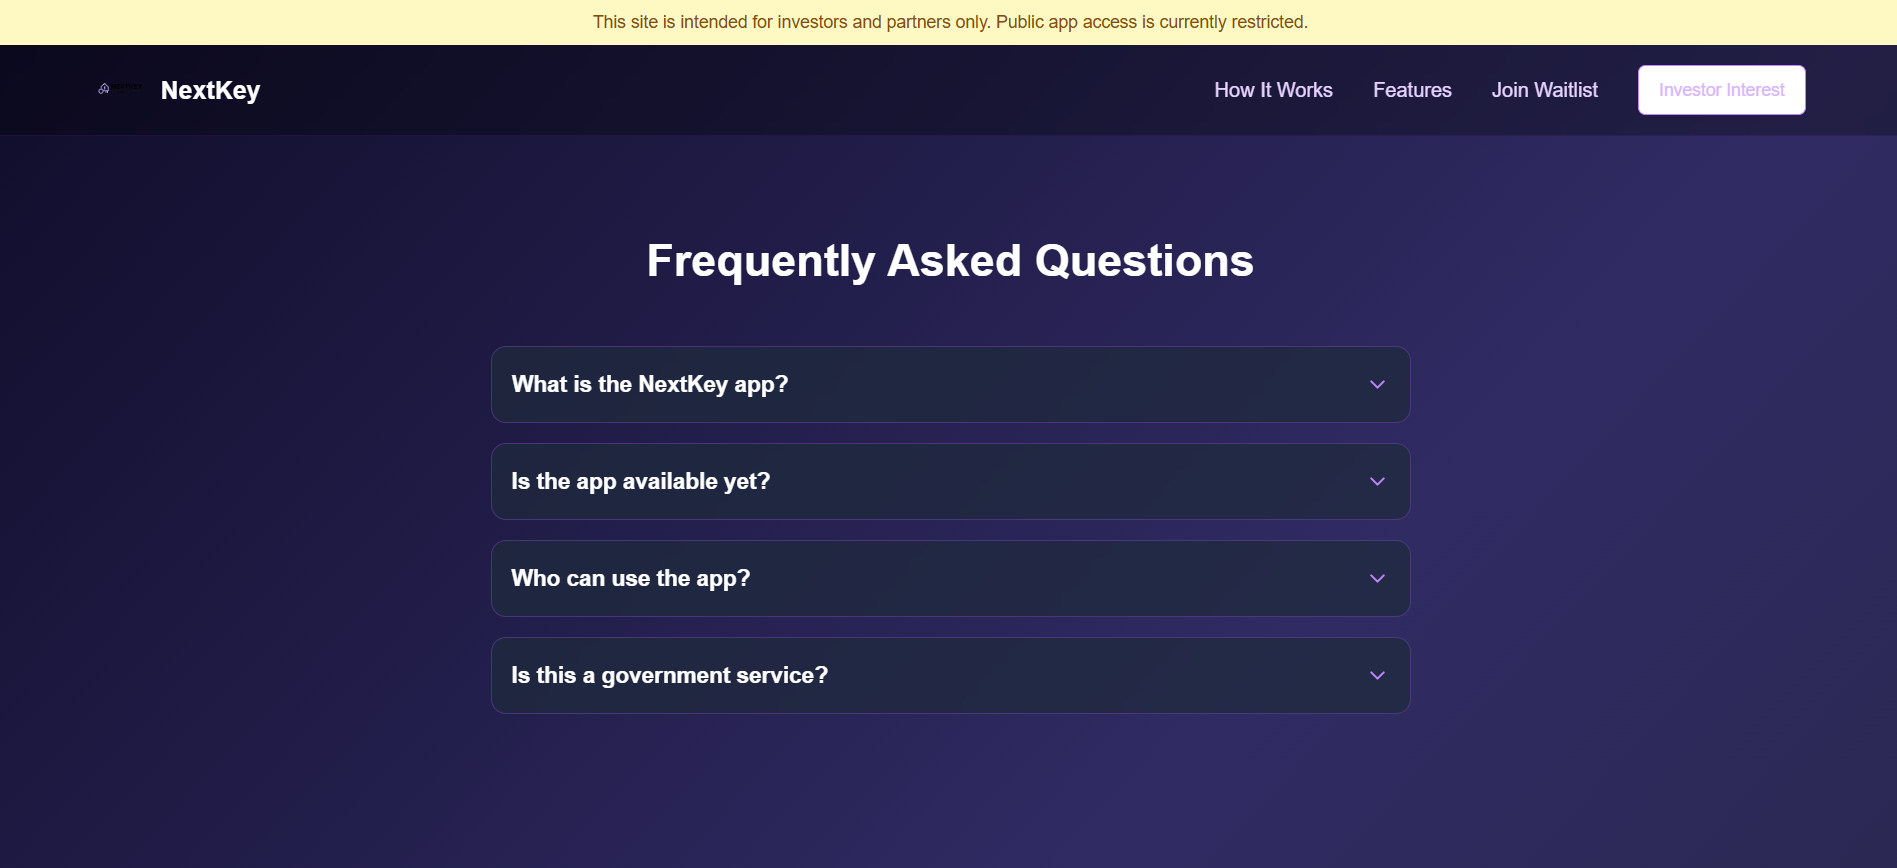 This site is intended for investors and partners only. Public app access is currently restricted.
NextKey
How It Works
Features
Join Waitlist
Investor Interest
Frequently Asked Questions
What is the NextKey app?
Is the app available yet?
Who can use the app?
Is this a government service?